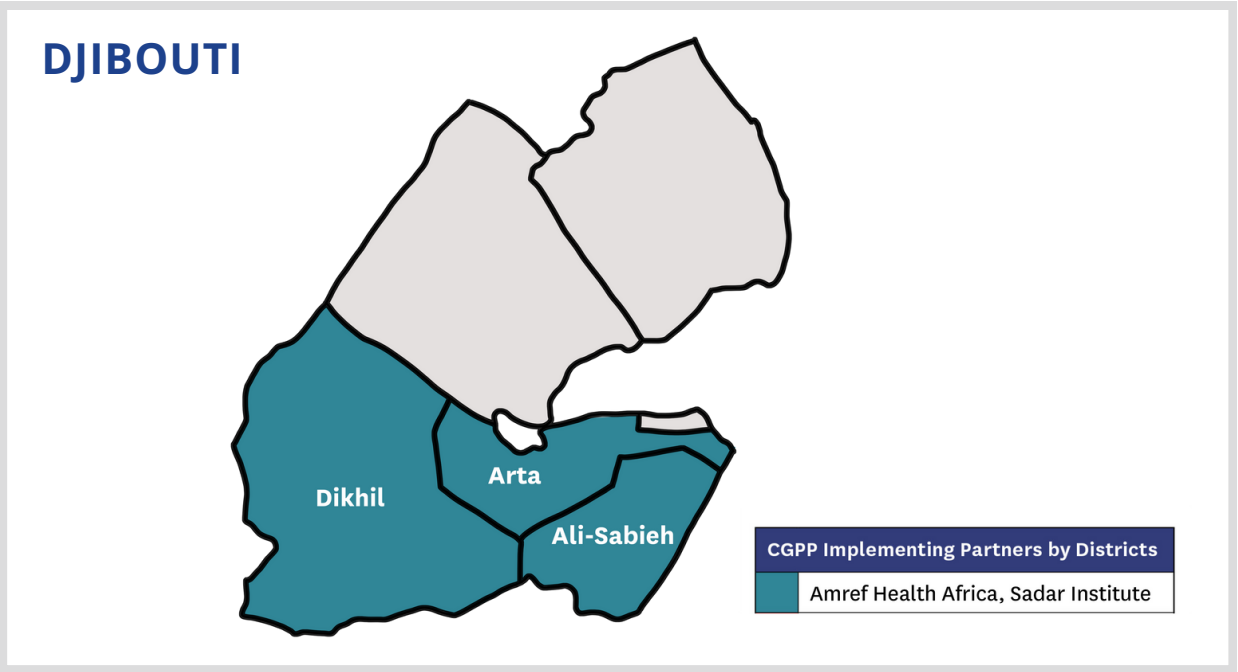 DJIBOUTI
Arta
Dikhil
Ali-Sabieh
CGPP Implementing Partners by Districts
Amref Health Africa, Sadar Institute